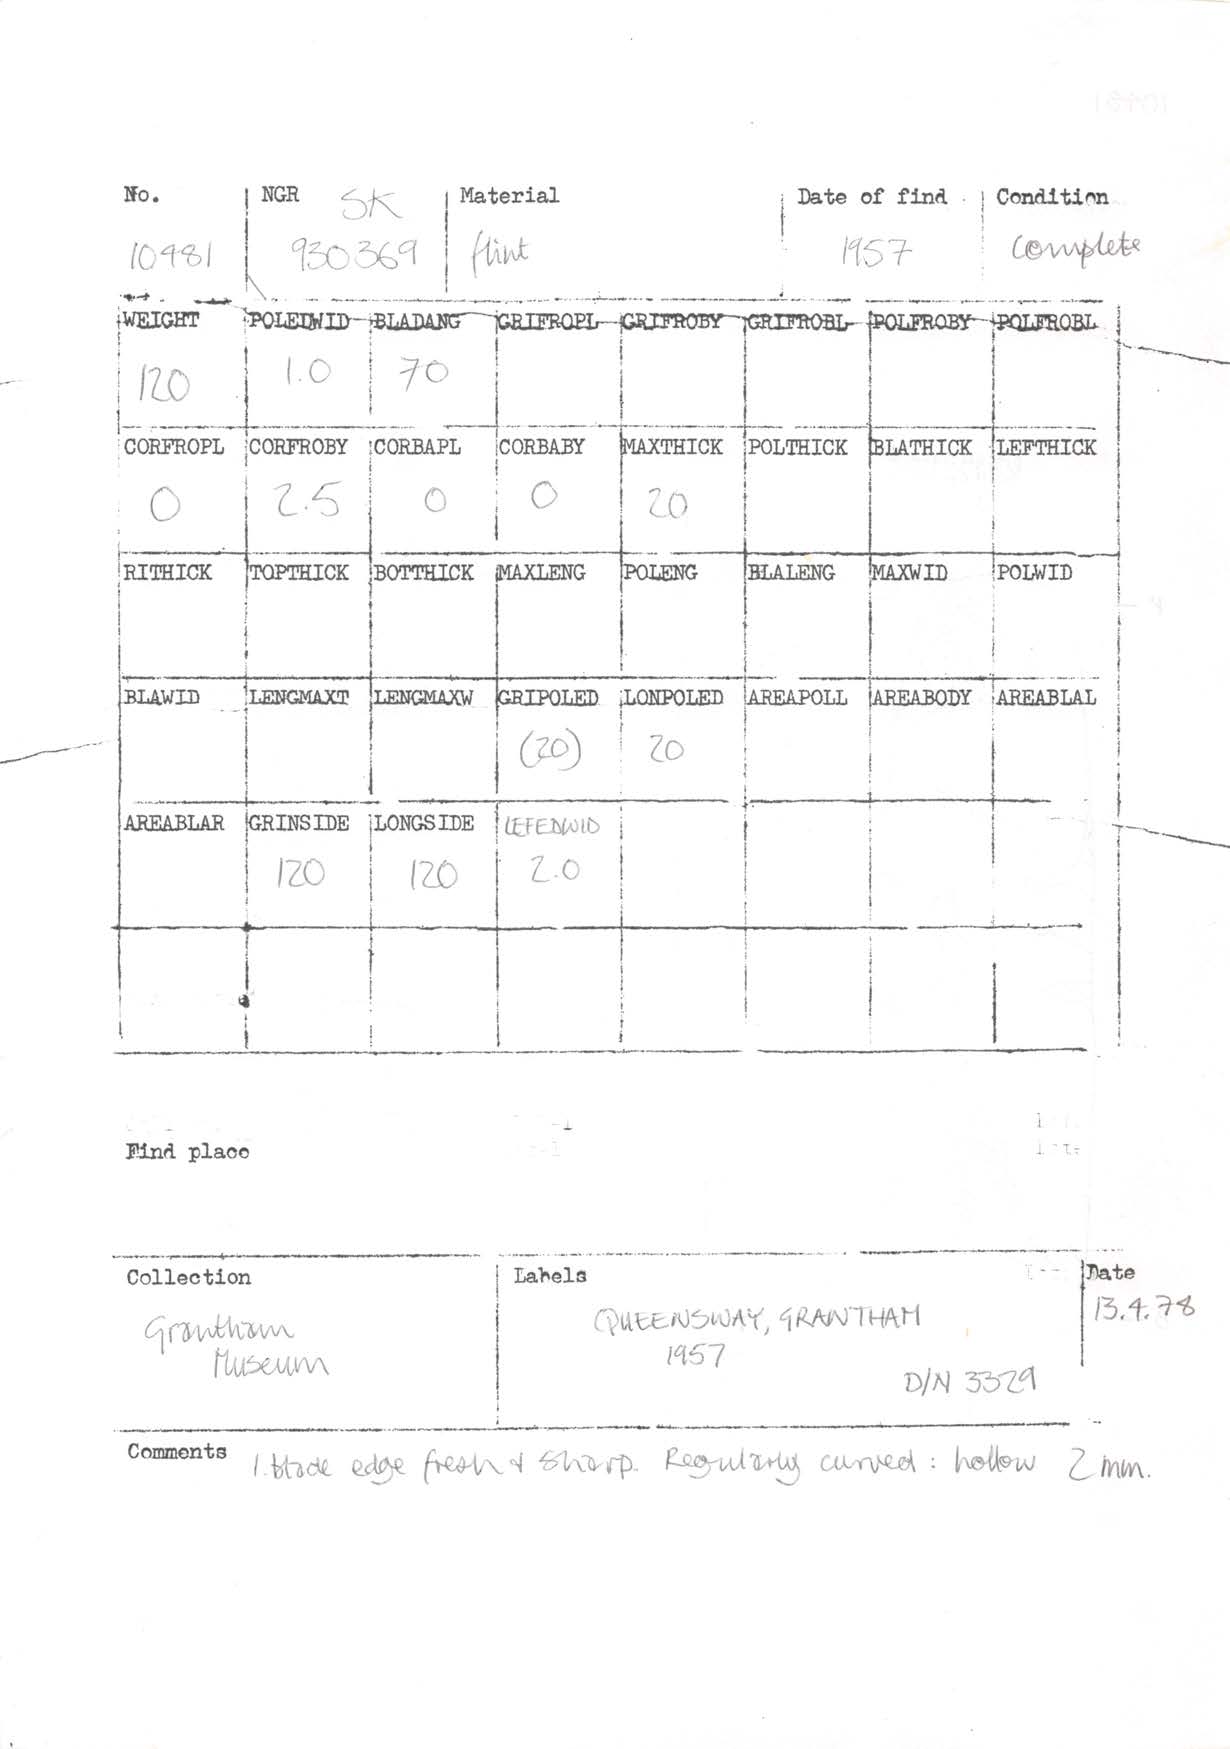 No. NGR SK Material Date of find Condition
10481 930369 flint 1957 complete
WEIGHT POLEDWID BLADANG GRIFROPL GRIFROBY GRIFROBL POLFROBY POLFROBL
120 1.0 70
CORFROPL CORFROBY CORBAPL CORBABY MAXTHICK POLTHICK BLATHICK LEFTHICK
0 2.5 0 0 20
RITHICK TOPTHICK BOTTHICK MAXLENG POLENG BLALENG MAXWID POLWID
BLAWID LENGMAXT LENGMAXW GRIPOLED LONPOLED AREAPOLL AREABODY AREABLAL
(20) 20
AREABLAR GRINSIDE LONGSIDE LEFEDWID
120 120 2.0
Find place
Collection Labels Date
Grantham QUEENSWAY, GRANTHAM 13.4.78
Museum 1957
D/N 3329
Comments 1. blade edge fresh & sharp. Regularly curved : hollow 2 mm.